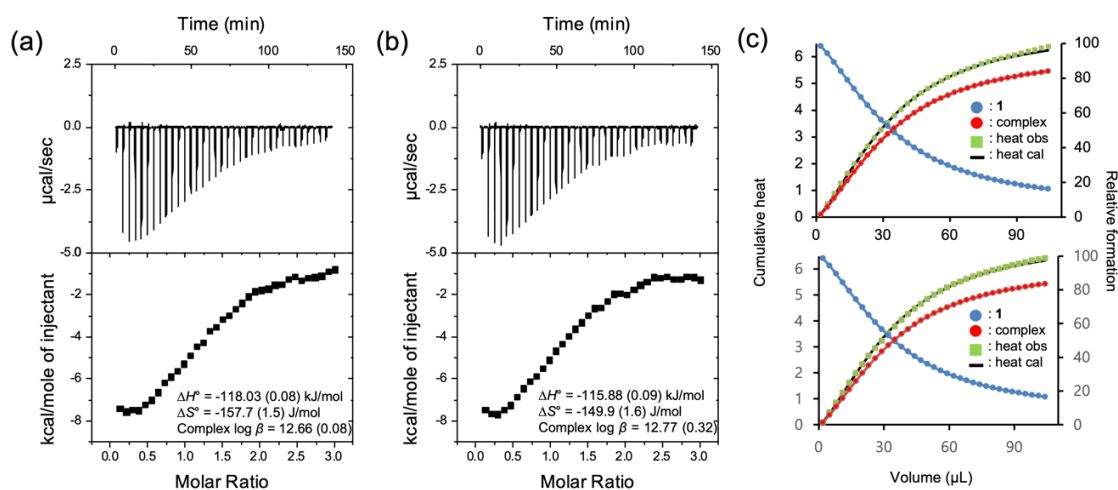 (a)
Time (min)
0 50 100 150
2.5
0.0
-2.5
-5.0
µcal/sec
-2
-4
-6
-8
kcal/mole of injectant
ΔH° = -118.03 (0.08) kJ/mol
ΔS° = -157.7 (1.5) J/mol
Complex log β = 12.66 (0.08)
0.0 0.5 1.0 1.5 2.0 2.5 3.0
Molar Ratio
(b)
Time (min)
0 50 100 150
2.5
0.0
-2.5
-5.0
µcal/sec
-2
-4
-6
-8
kcal/mole of injectant
ΔH° = -115.88 (0.09) kJ/mol
ΔS° = -149.9 (1.6) J/mol
Complex log β = 12.77 (0.32)
0.0 0.5 1.0 1.5 2.0 2.5 3.0
Molar Ratio
(c)
6
5
4
3
2
1
0
100
80
60
40
20
0
: 1
: complex
: heat obs
: heat cal
0 30 60 90
Cumulative heat
Relative formation
6
5
4
3
2
1
0
100
80
60
40
20
0
: 1
: complex
: heat obs
: heat cal
0 30 60 90
Volume (µL)